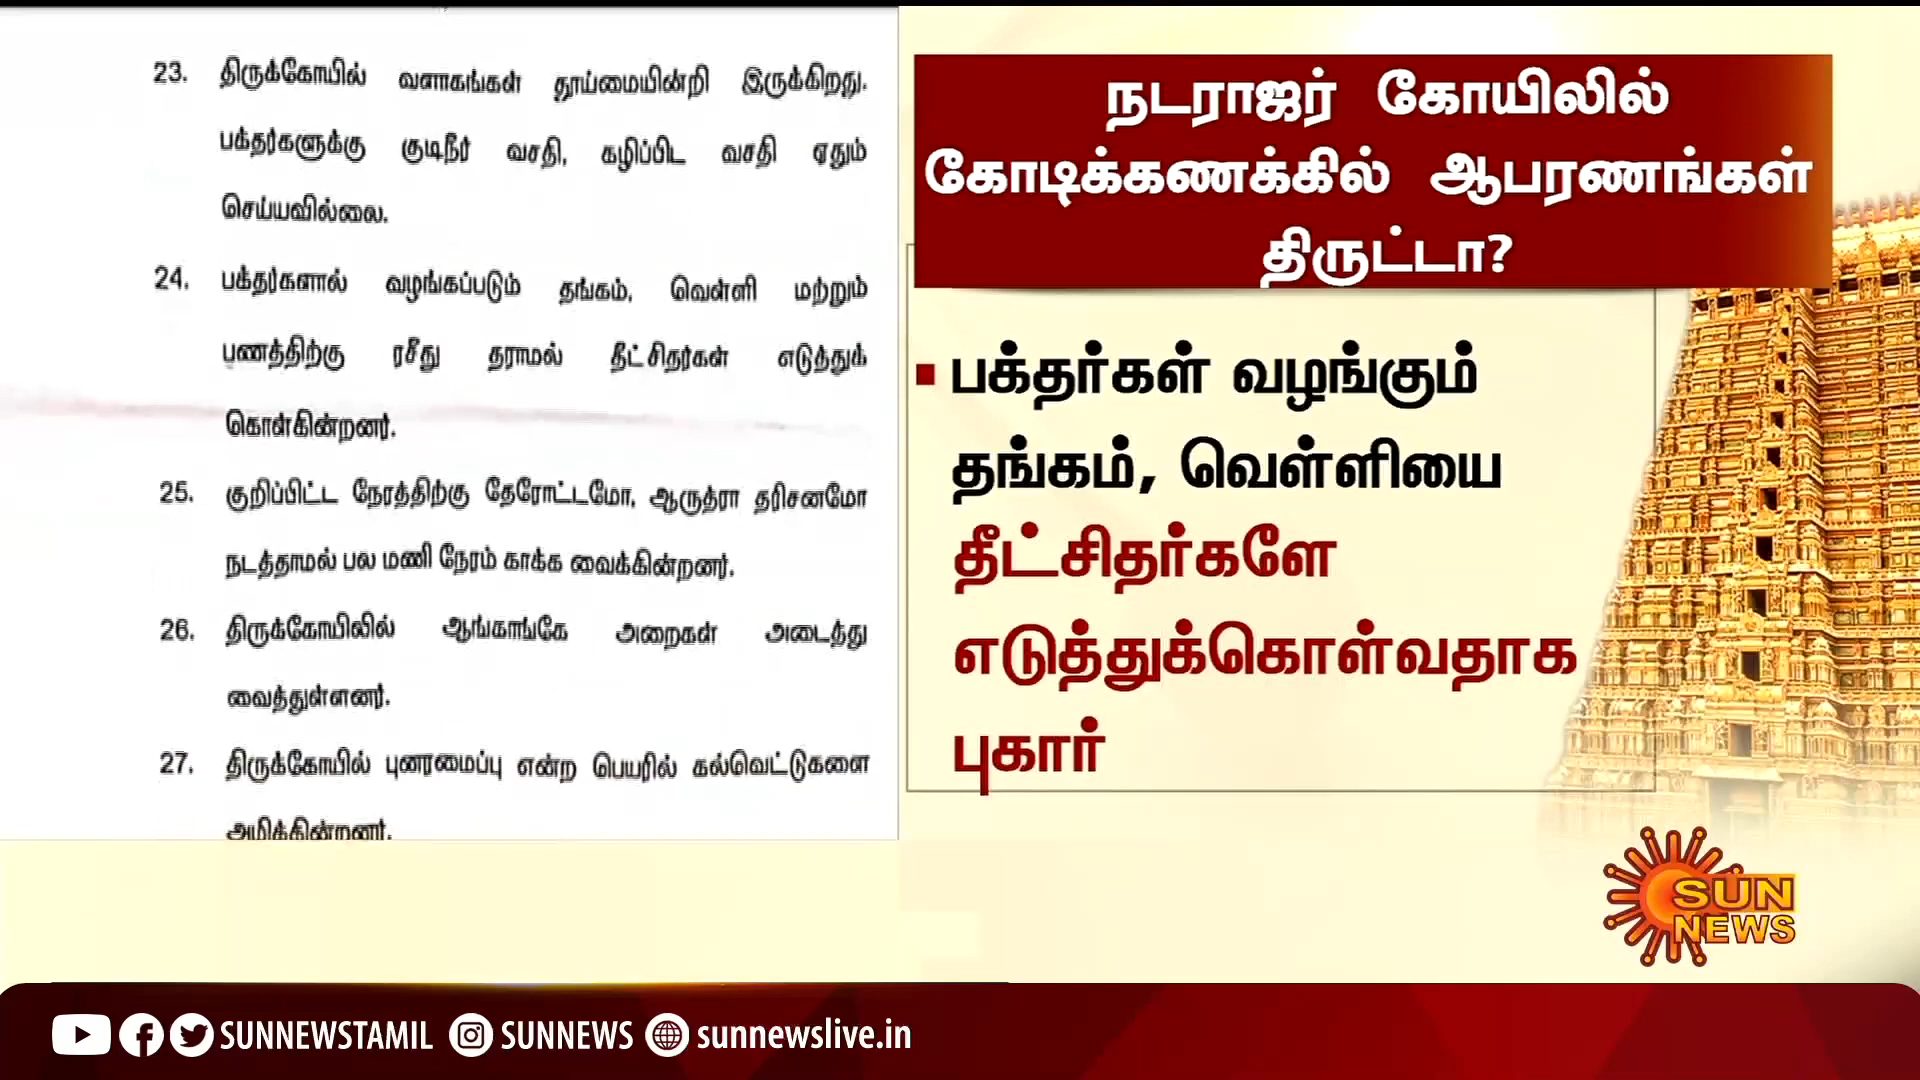 23. திருக்கோயில் வளாகங்கள் தூய்மையின்றி இருக்கிறது.
பக்தர்களுக்கு குடிநீர் வசதி, கழிப்பிட வசதி ஏதும்
செய்யவில்லை.
24. பக்தர்களால் வழங்கப்படும் தங்கம், வெள்ளி மற்றும்
பணத்திற்கு ரசீது தராமல் தீட்சிதர்கள் எடுத்துக்
கொள்கின்றனர்.
25. குறிப்பிட்ட நேரத்திற்கு தேரோட்டமோ, ஆருத்ரா தரிசனமோ
நடத்தாமல் பல மணி நேரம் காக்க வைக்கின்றனர்.
26. திருக்கோயிலில் ஆங்காங்கே அறைகள் அடைத்து
வைத்துள்ளனர்.
27. திருக்கோயில் புனரமைப்பு என்ற பெயரில் கல்வெட்டுகளை
அழிக்கின்றனர்.
நடராஜர் கோயிலில்
கோடிக்கணக்கில் ஆபரணங்கள்
திருட்டா?
பக்தர்கள் வழங்கும்
தங்கம், வெள்ளியை
தீட்சிதர்களே
எடுத்துக்கொள்வதாக
புகார்
SUN
NEWS
SUNNEWSTAMIL SUNNEWS sunnewslive.in